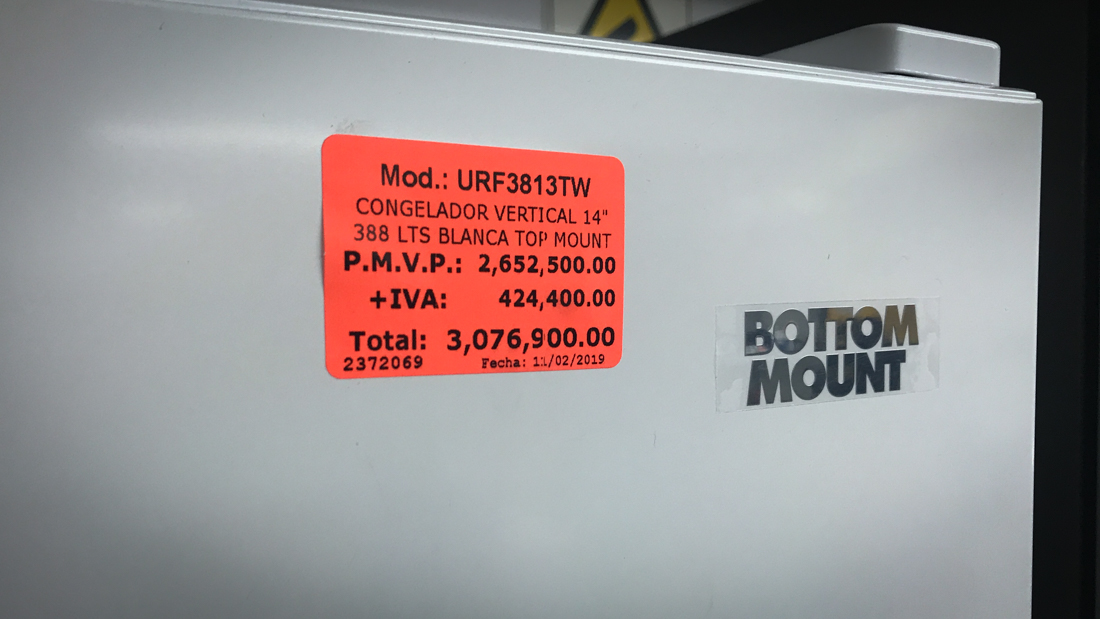 Mod.: URF3813TW
CONGELADOR VERTICAL 14"
388 LTS BLANCA TOP MOUNT
P.M.V.P.: 2,652,500.00
+IVA: 424,400.00
Total: 3,076,900.00
2372069 Fecha: 11/02/2019
BOTTOM
MOUNT